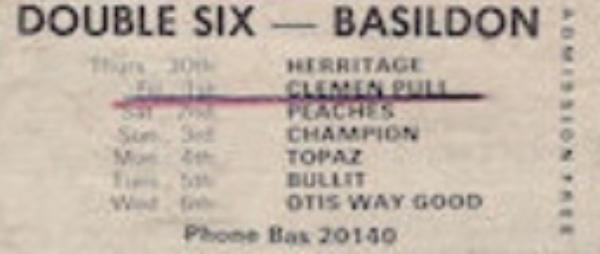 DOUBLE SIX — BASILDON
Thurs. 30th HERRITAGE
Fri. 1st CLEMEN PULL
Sat. 2nd PEACHES
Sun. 3rd CHAMPION
Mon. 4th TOPAZ
Tues. 5th BULLIT
Wed. 6th OTIS WAY GOOD
Phone Bas 20140
ADMISSION FREE